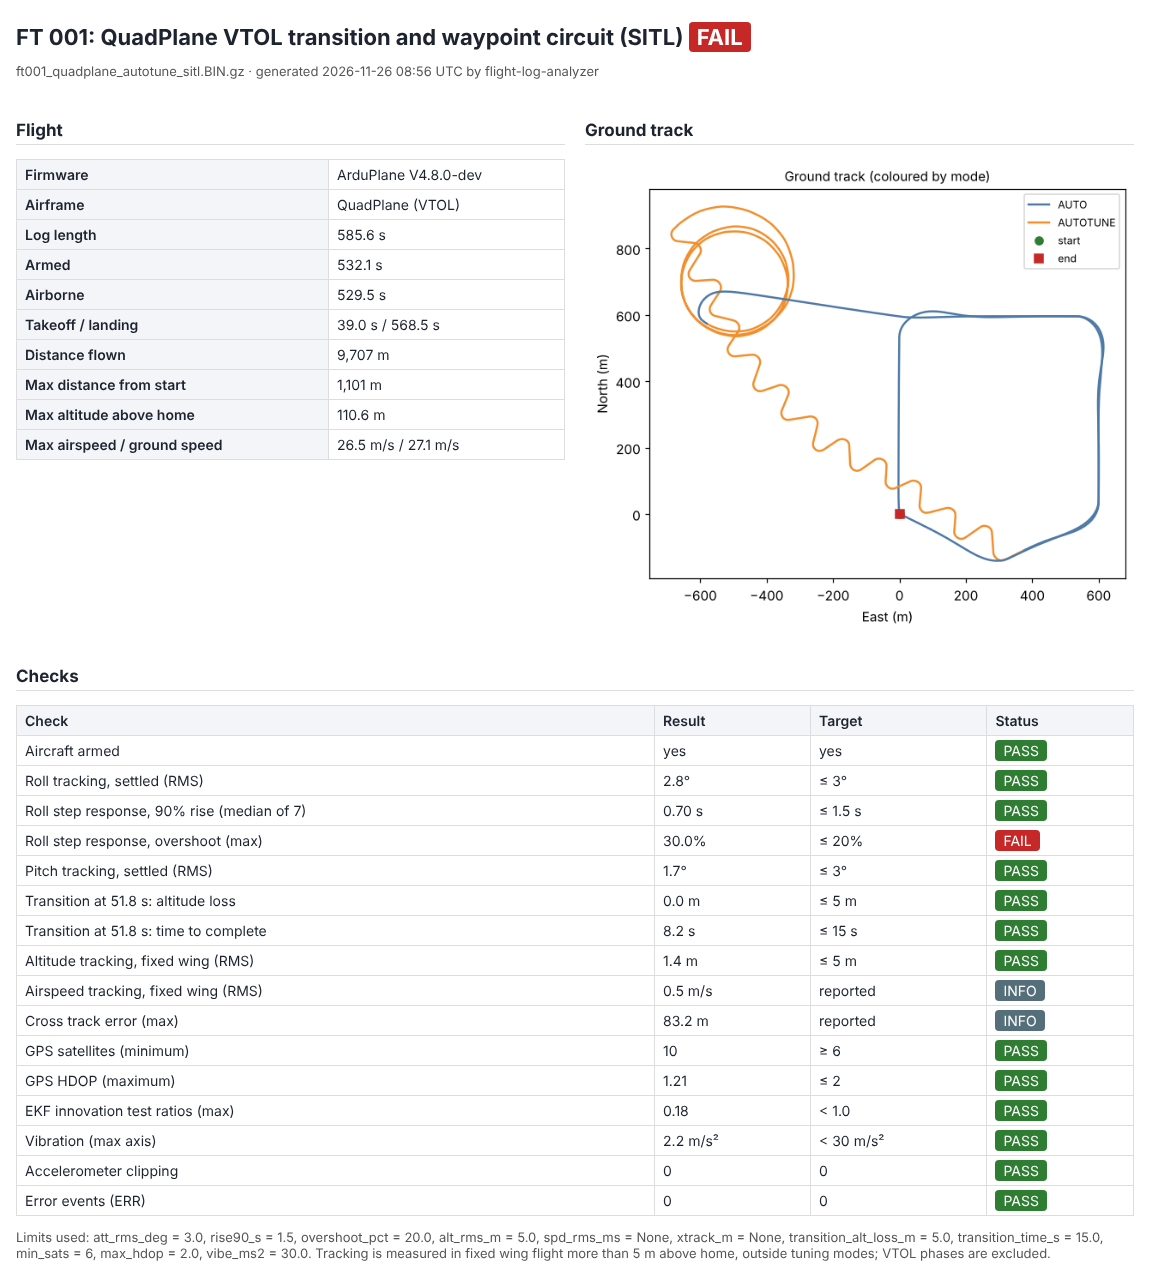 FT 001: QuadPlane VTOL transition and waypoint circuit (SITL) FAIL
ft001_quadplane_autotune_sitl.BIN.gz · generated 2026-11-26 08:56 UTC by flight-log-analyzer
Flight
Firmware ArduPlane V4.8.0-dev
Airframe QuadPlane (VTOL)
Log length 585.6 s
Armed 532.1 s
Airborne 529.5 s
Takeoff / landing 39.0 s / 568.5 s
Distance flown 9,707 m
Max distance from start 1,101 m
Max altitude above home 110.6 m
Max airspeed / ground speed 26.5 m/s / 27.1 m/s
Ground track
Ground track (coloured by mode)
AUTO
AUTOTUNE
start
end
North (m)
800
600
400
200
0
−600 −400 −200 0 200 400 600
East (m)
Checks
Check Result Target Status
Aircraft armed yes yes PASS
Roll tracking, settled (RMS) 2.8° ≤ 3° PASS
Roll step response, 90% rise (median of 7) 0.70 s ≤ 1.5 s PASS
Roll step response, overshoot (max) 30.0% ≤ 20% FAIL
Pitch tracking, settled (RMS) 1.7° ≤ 3° PASS
Transition at 51.8 s: altitude loss 0.0 m ≤ 5 m PASS
Transition at 51.8 s: time to complete 8.2 s ≤ 15 s PASS
Altitude tracking, fixed wing (RMS) 1.4 m ≤ 5 m PASS
Airspeed tracking, fixed wing (RMS) 0.5 m/s reported INFO
Cross track error (max) 83.2 m reported INFO
GPS satellites (minimum) 10 ≥ 6 PASS
GPS HDOP (maximum) 1.21 ≤ 2 PASS
EKF innovation test ratios (max) 0.18 < 1.0 PASS
Vibration (max axis) 2.2 m/s² < 30 m/s² PASS
Accelerometer clipping 0 0 PASS
Error events (ERR) 0 0 PASS
Limits used: att_rms_deg = 3.0, rise90_s = 1.5, overshoot_pct = 20.0, alt_rms_m = 5.0, spd_rms_ms = None, xtrack_m = None, transition_alt_loss_m = 5.0, transition_time_s = 15.0,
min_sats = 6, max_hdop = 2.0, vibe_ms2 = 30.0. Tracking is measured in fixed wing flight more than 5 m above home, outside tuning modes; VTOL phases are excluded.